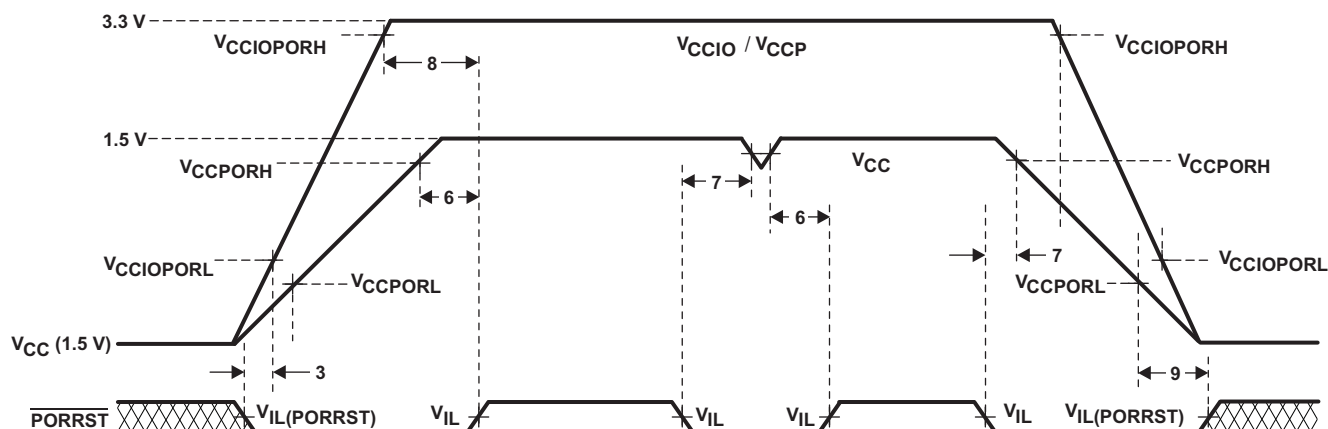 3.3 V
VCCIOPORH
VCCIO / VCCP
VCCIOPORH
8
1.5 V
VCCPORH
VCC
VCCPORH
7
6
6
7
VCCIOPORL
VCCPORL
VCCPORL
VCCIOPORL
VCC (1.5 V)
3
9
PORRST
VIL(PORRST)
VIL
VIL
VIL
VIL
VIL(PORRST)